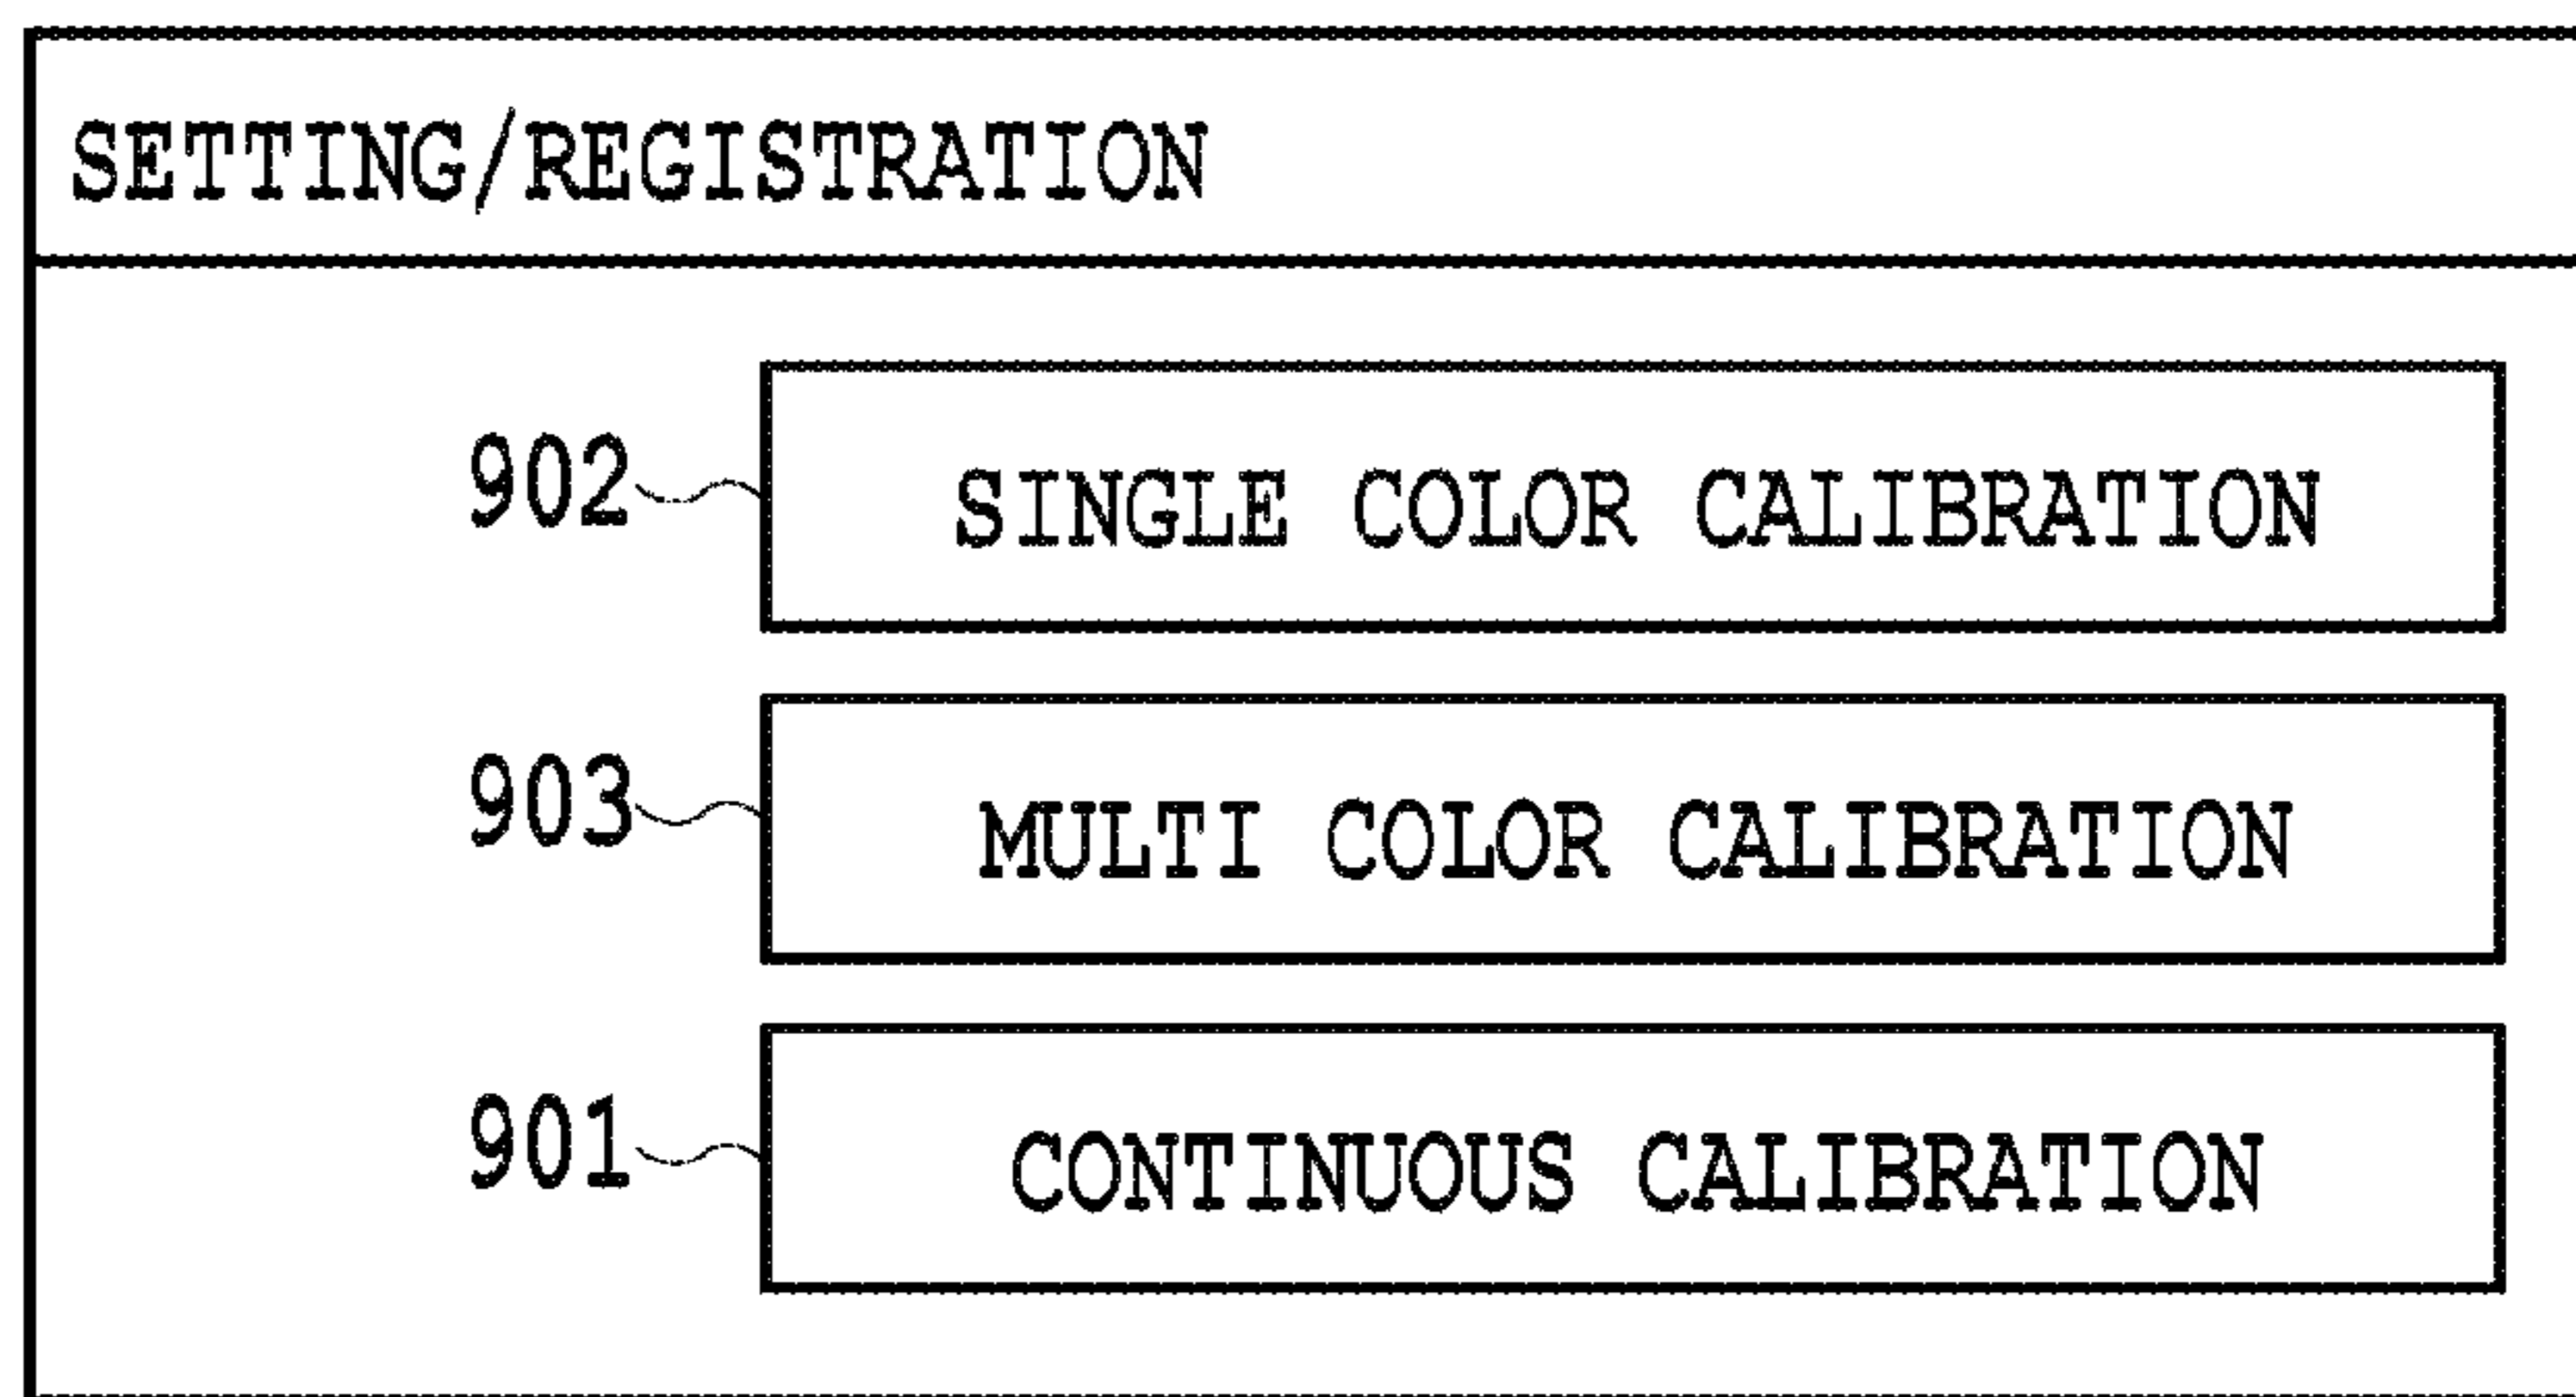 SETTING/REGISTRATION
902 SINGLE COLOR CALIBRATION
903 MULTI COLOR CALIBRATION
901 CONTINUOUS CALIBRATION